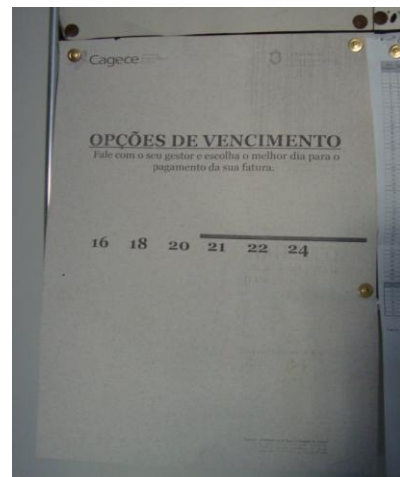 Cagece
OPÇÕES DE VENCIMENTO
Fale com o seu gestor e escolha o melhor dia para o
pagamento da sua fatura.
16 18 20 21 22 24